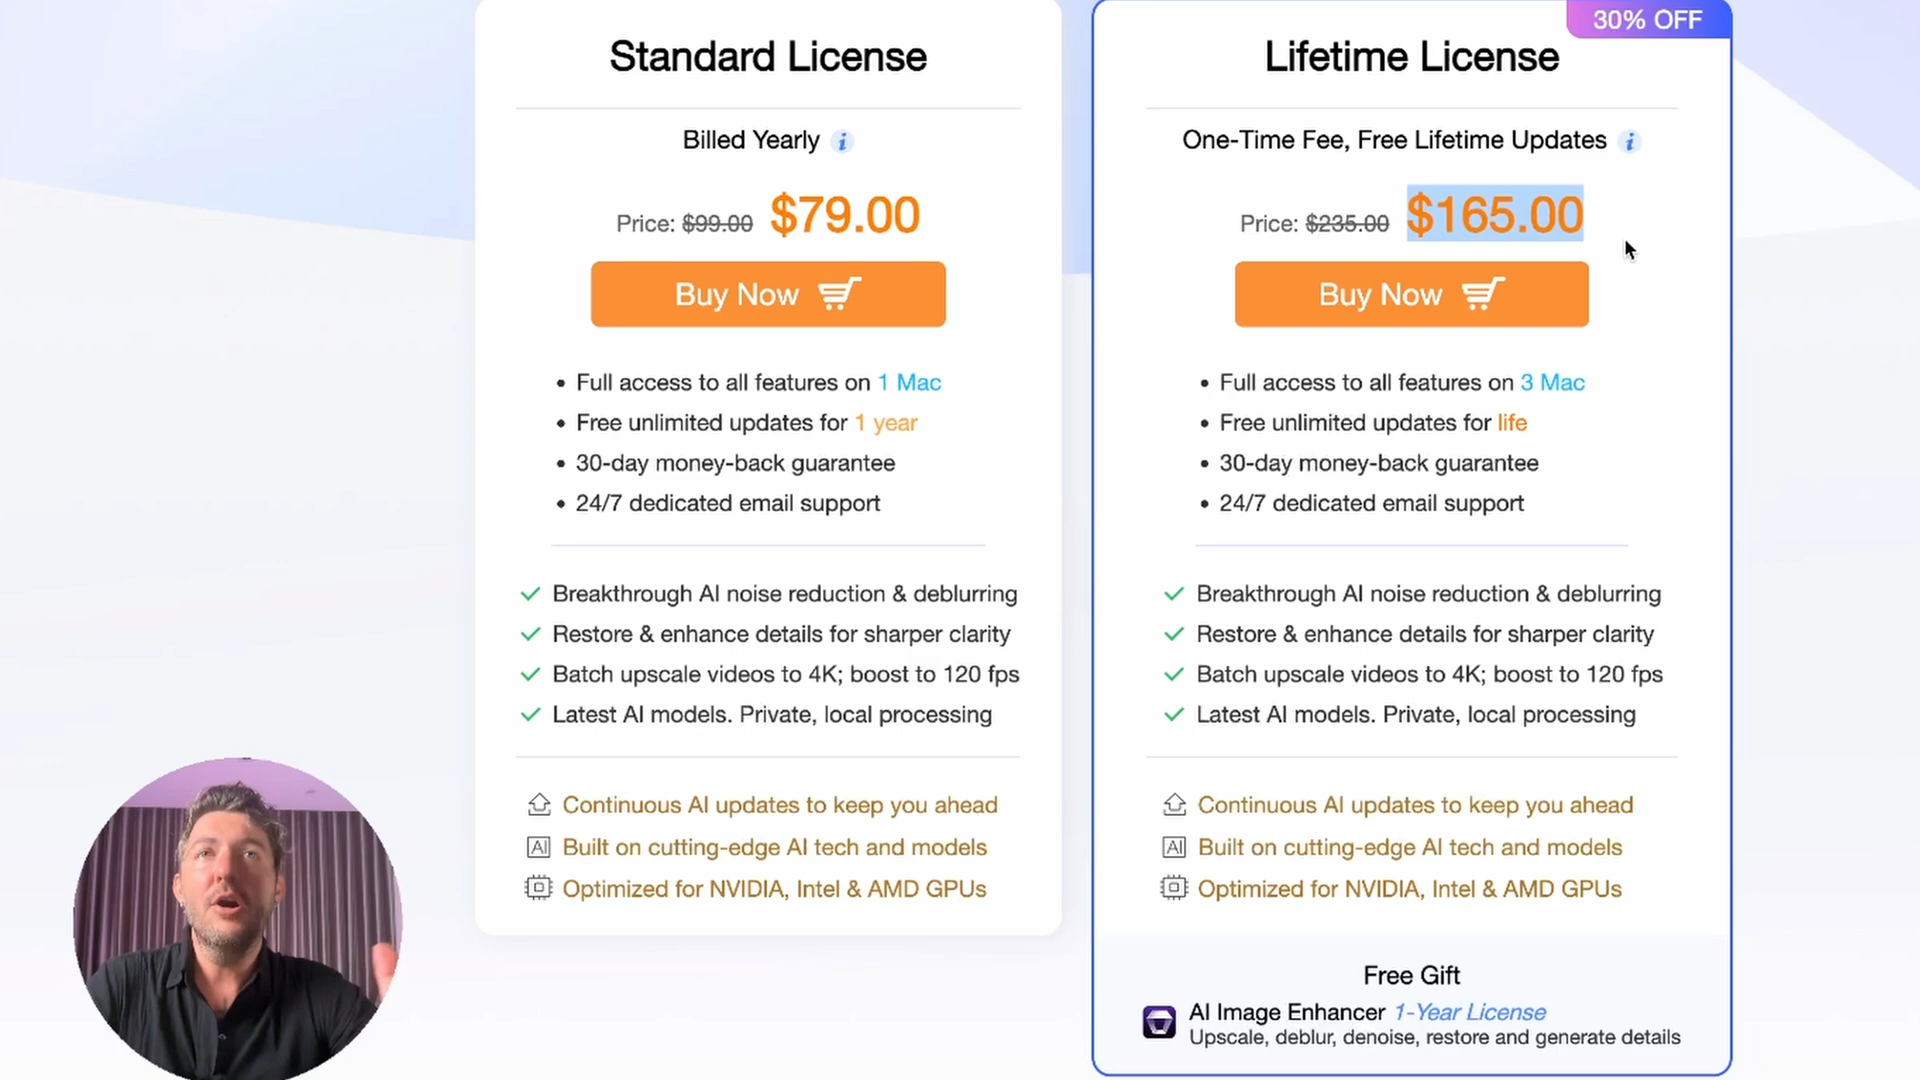 Standard License
Billed Yearly i
Price: $99.00 $79.00
Buy Now
• Full access to all features on 1 Mac
• Free unlimited updates for 1 year
• 30-day money-back guarantee
• 24/7 dedicated email support
Breakthrough AI noise reduction & deblurring
Restore & enhance details for sharper clarity
Batch upscale videos to 4K; boost to 120 fps
Latest AI models. Private, local processing
Continuous AI updates to keep you ahead
AI Built on cutting-edge AI tech and models
Optimized for NVIDIA, Intel & AMD GPUs
30% OFF
Lifetime License
One-Time Fee, Free Lifetime Updates i
Price: $235.00 $165.00
Buy Now
• Full access to all features on 3 Mac
• Free unlimited updates for life
• 30-day money-back guarantee
• 24/7 dedicated email support
Breakthrough AI noise reduction & deblurring
Restore & enhance details for sharper clarity
Batch upscale videos to 4K; boost to 120 fps
Latest AI models. Private, local processing
Continuous AI updates to keep you ahead
AI Built on cutting-edge AI tech and models
Optimized for NVIDIA, Intel & AMD GPUs
Free Gift
AI Image Enhancer 1-Year License
Upscale, deblur, denoise, restore and generate details